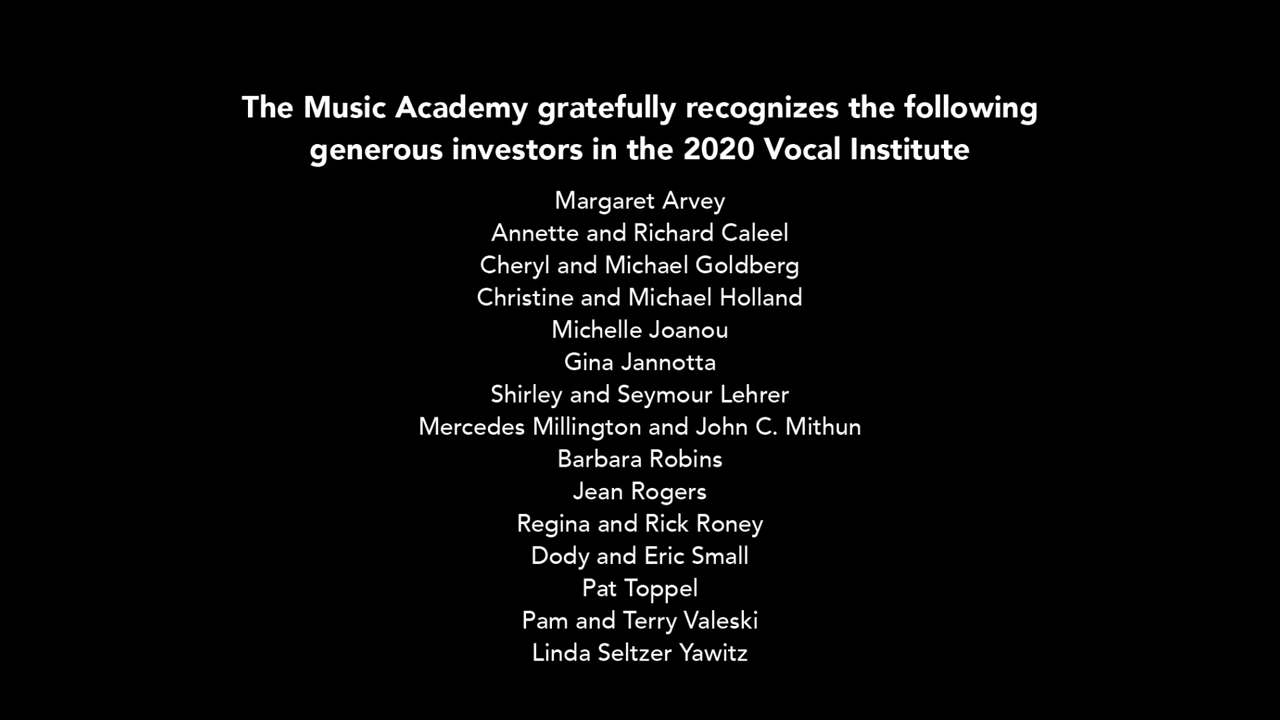 The Music Academy gratefully recognizes the following
generous investors in the 2020 Vocal Institute
Margaret Arvey
Annette and Richard Caleel
Cheryl and Michael Goldberg
Christine and Michael Holland
Michelle Joanou
Gina Jannotta
Shirley and Seymour Lehrer
Mercedes Millington and John C. Mithun
Barbara Robins
Jean Rogers
Regina and Rick Roney
Dody and Eric Small
Pat Toppel
Pam and Terry Valeski
Linda Seltzer Yawitz